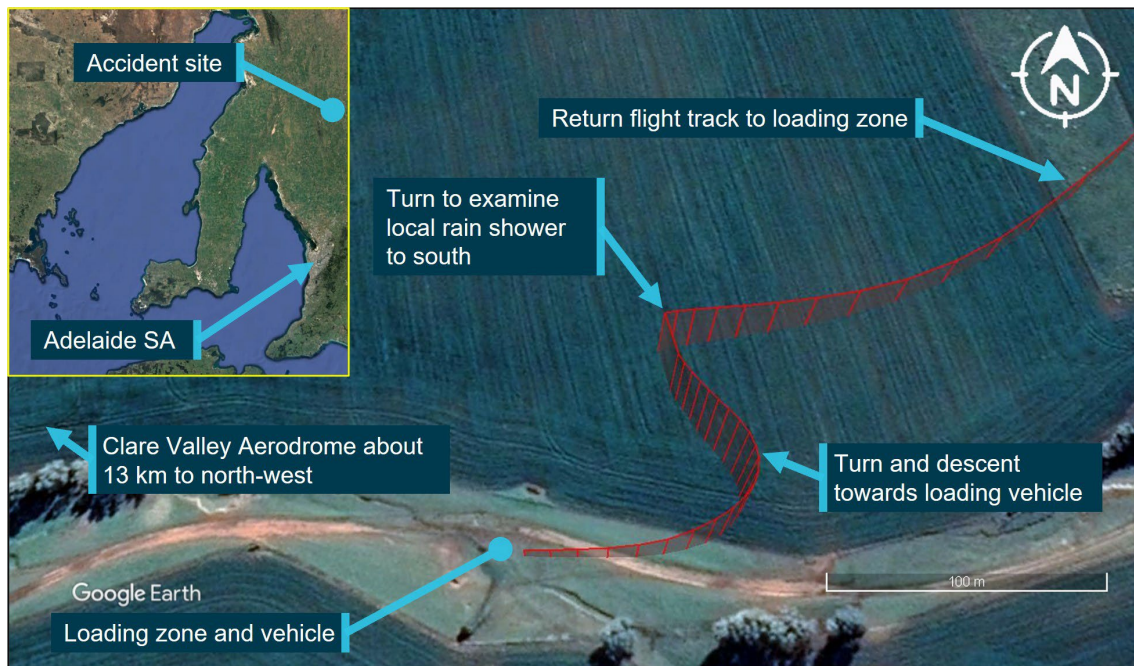 Accident site
Adelaide SA
N
Return flight track to loading zone
Turn to examine
local rain shower
to south
Clare Valley Aerodrome about
13 km to north-west
Turn and descent
towards loading vehicle
100 m
Google Earth
Loading zone and vehicle